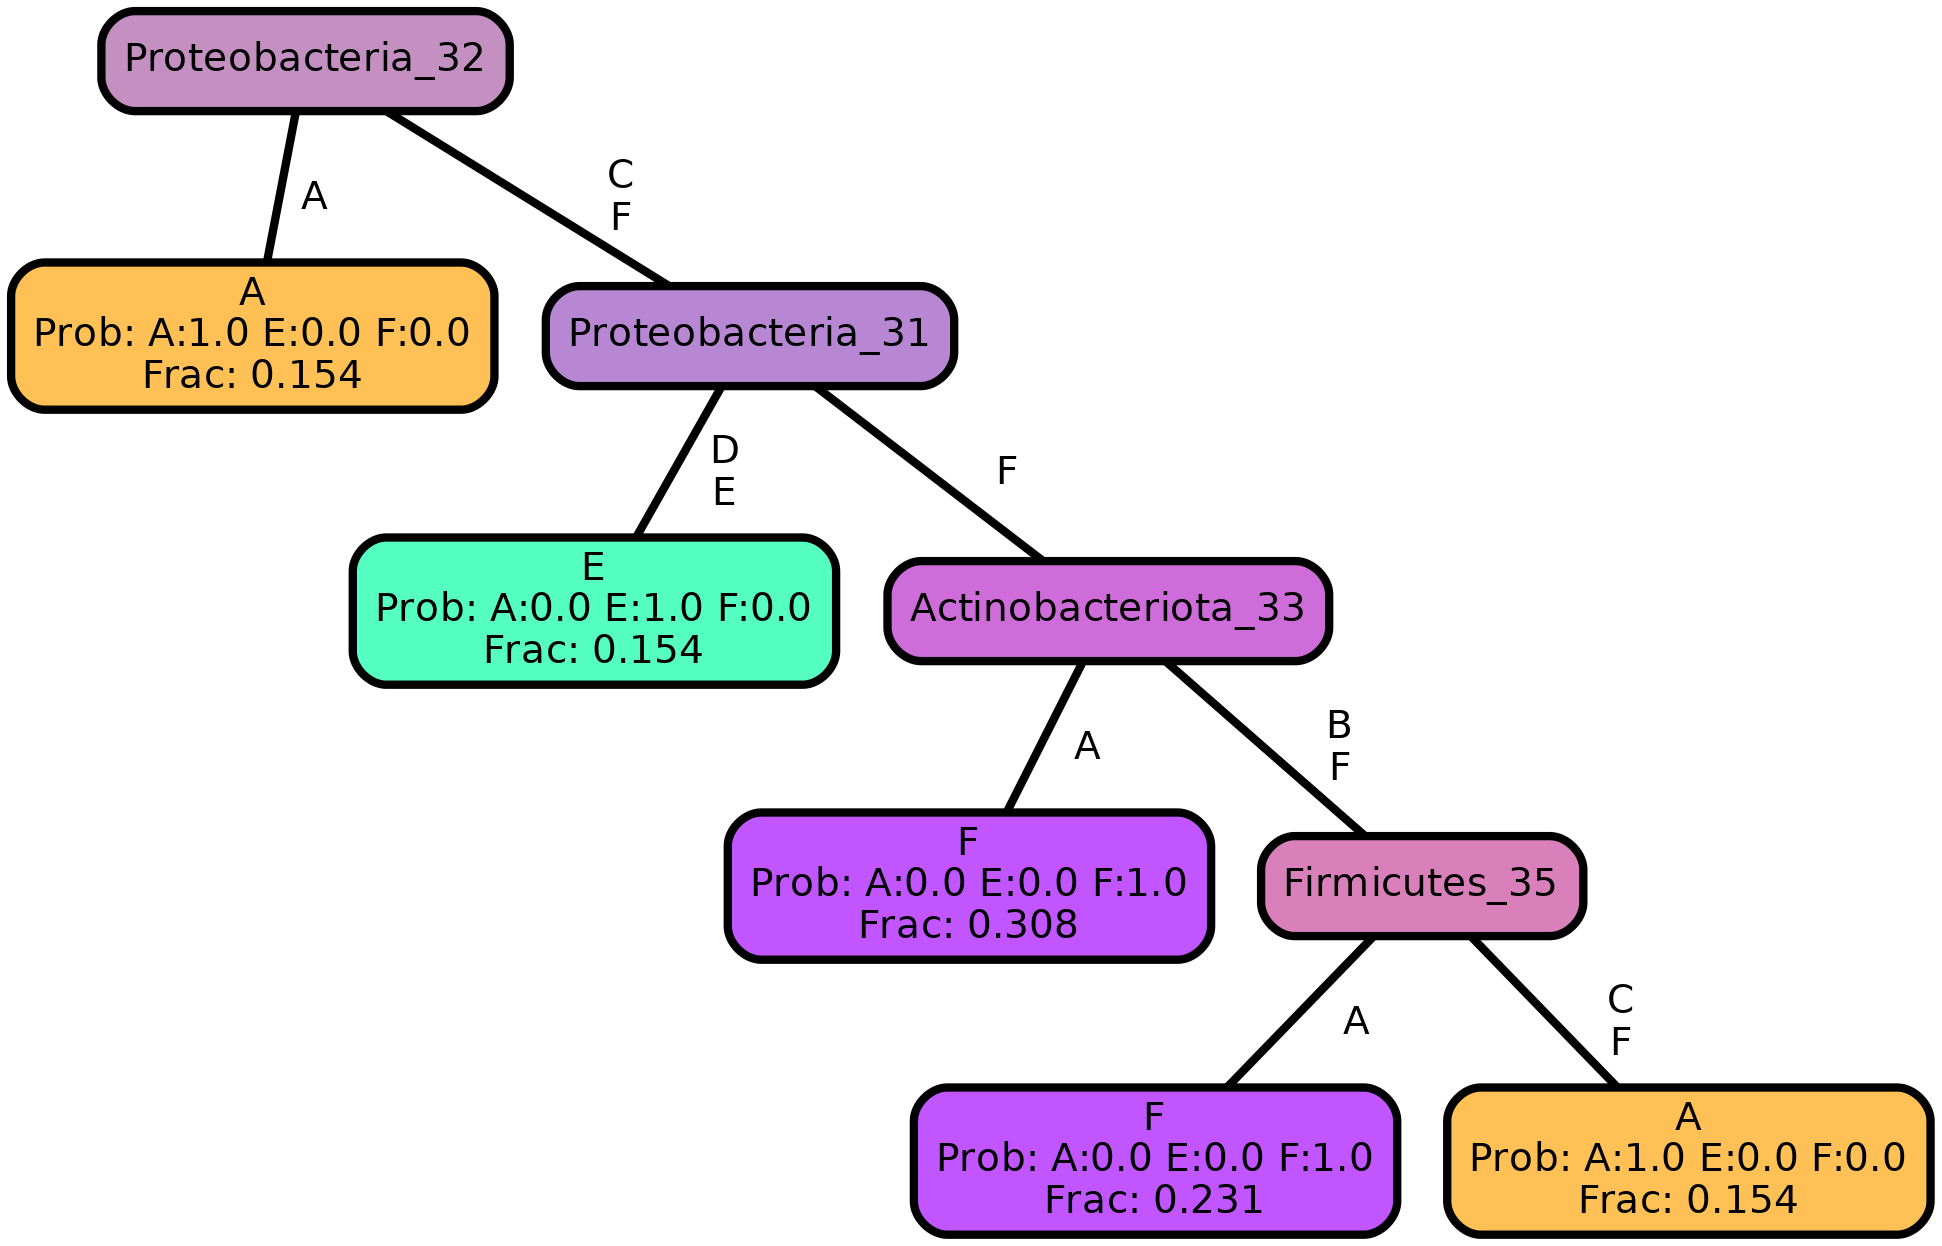 Proteobacteria_32
A
C
F
A
Prob: A:1.0 E:0.0 F:0.0
Frac: 0.154
Proteobacteria_31
D
E
F
E
Prob: A:0.0 E:1.0 F:0.0
Frac: 0.154
Actinobacteriota_33
A
B
F
F
Prob: A:0.0 E:0.0 F:1.0
Frac: 0.308
Firmicutes_35
A
C
F
F
Prob: A:0.0 E:0.0 F:1.0
Frac: 0.231
A
Prob: A:1.0 E:0.0 F:0.0
Frac: 0.154